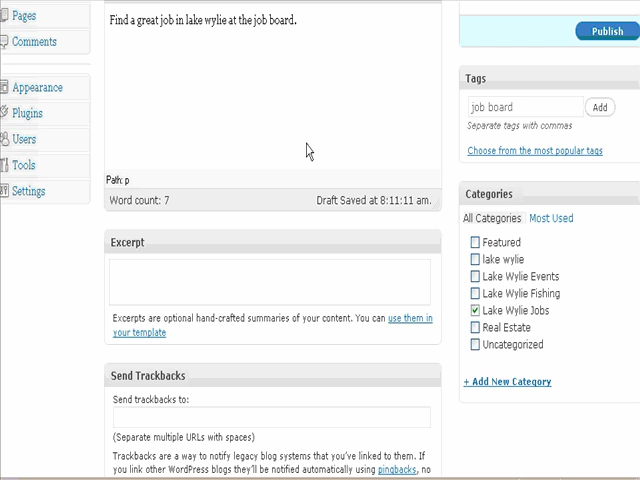 Pages
Comments
Appearance
Plugins
Users
Tools
Settings
Find a great job in lake wylie at the job board.
Path: p
Word count: 7
Draft Saved at 8:11:11 am.
Excerpt
Excerpts are optional hand-crafted summaries of your content. You can use them in
your template
Send Trackbacks
Send trackbacks to:
(Separate multiple URLs with spaces)
Trackbacks are a way to notify legacy blog systems that you've linked to them. If
you link other WordPress blogs they'll be notified automatically using pingbacks, no
Publish
Tags
job board
Add
Separate tags with commas
Choose from the most popular tags
Categories
All Categories Most Used
Featured
lake wylie
Lake Wylie Events
Lake Wylie Fishing
Lake Wylie Jobs
Real Estate
Uncategorized
+ Add New Category